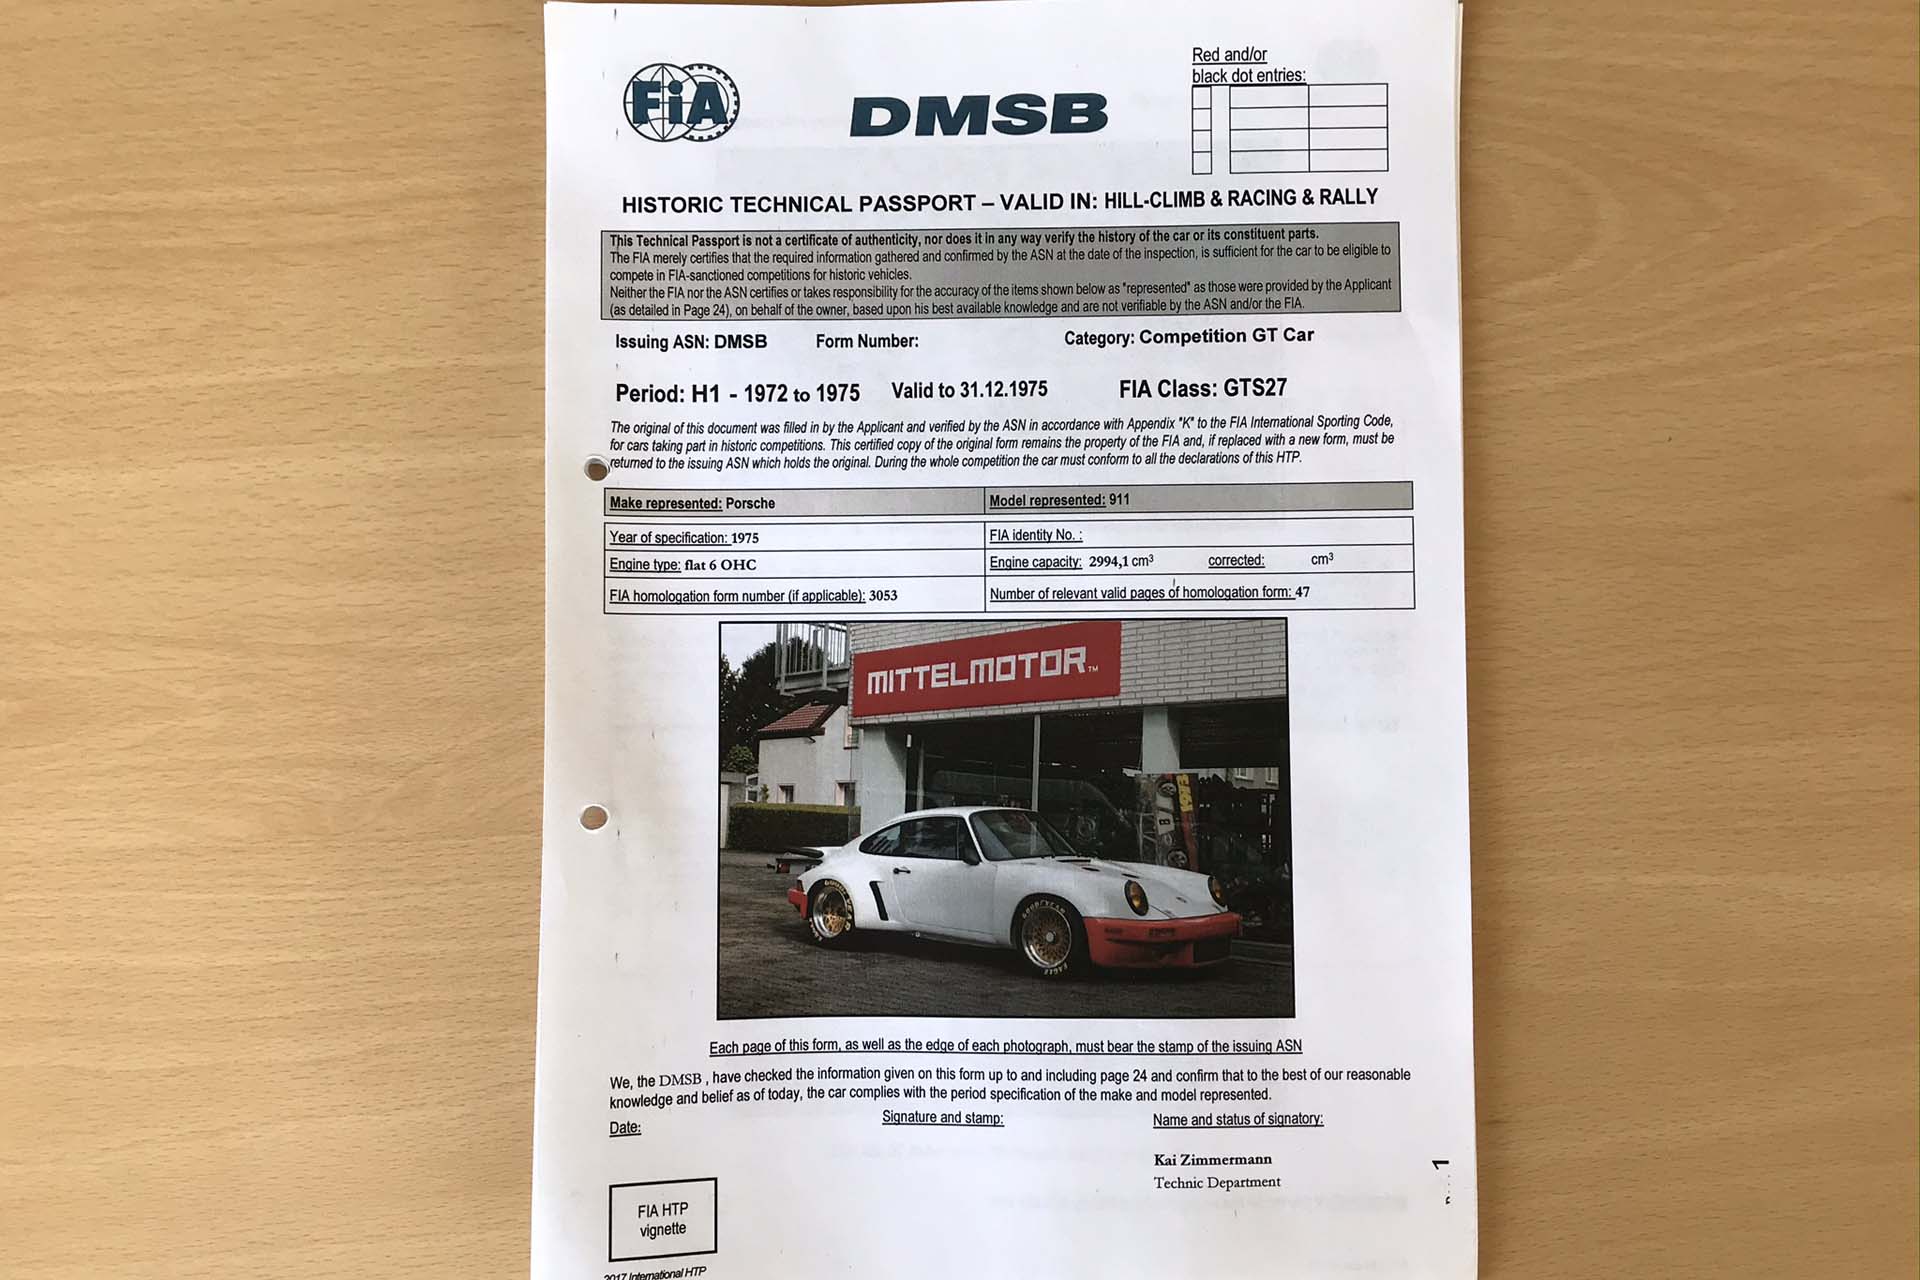 FiA
DMSB
Red and/or
black dot entries:
HISTORIC TECHNICAL PASSPORT – VALID IN: HILL-CLIMB & RACING & RALLY
This Technical Passport is not a certificate of authenticity, nor does it in any way verify the history of the car or its constituent parts.
The FIA merely certifies that the required information gathered and confirmed by the ASN at the date of the inspection, is sufficient for the car to be eligible to
compete in FIA-sanctioned competitions for historic vehicles.
Neither the FIA nor the ASN certifies or takes responsibility for the accuracy of the items shown below as "represented" as those were provided by the Applicant
(as detailed in Page 24), on behalf of the owner, based upon his best available knowledge and are not verifiable by the ASN and/or the FIA.
Issuing ASN: DMSB Form Number: Category: Competition GT Car
Period: H1 - 1972 to 1975 Valid to 31.12.1975 FIA Class: GTS27
The original of this document was filled in by the Applicant and verified by the ASN in accordance with Appendix "K" to the FIA International Sporting Code,
for cars taking part in historic competitions. This certified copy of the original form remains the property of the FIA and, if replaced with a new form, must be
returned to the issuing ASN which holds the original. During the whole competition the car must conform to all the declarations of this HTP.
Make represented: Porsche Model represented: 911
Year of specification: 1975 FIA identity No. :
Engine type: flat 6 OHC Engine capacity: 2994,1 cm³ corrected: cm³
FIA homologation form number (if applicable): 3053 Number of relevant valid pages of homologation form: 47
MITTELMOTOR™
GOODYEAR
GOODYEAR
EAGLE
Each page of this form, as well as the edge of each photograph, must bear the stamp of the issuing ASN
We, the DMSB , have checked the information given on this form up to and including page 24 and confirm that to the best of our reasonable
knowledge and belief as of today, the car complies with the period specification of the make and model represented.
Date: Signature and stamp: Name and status of signatory:
Kai Zimmermann
Technic Department
1
FIA HTP
vignette
2017 International HTP